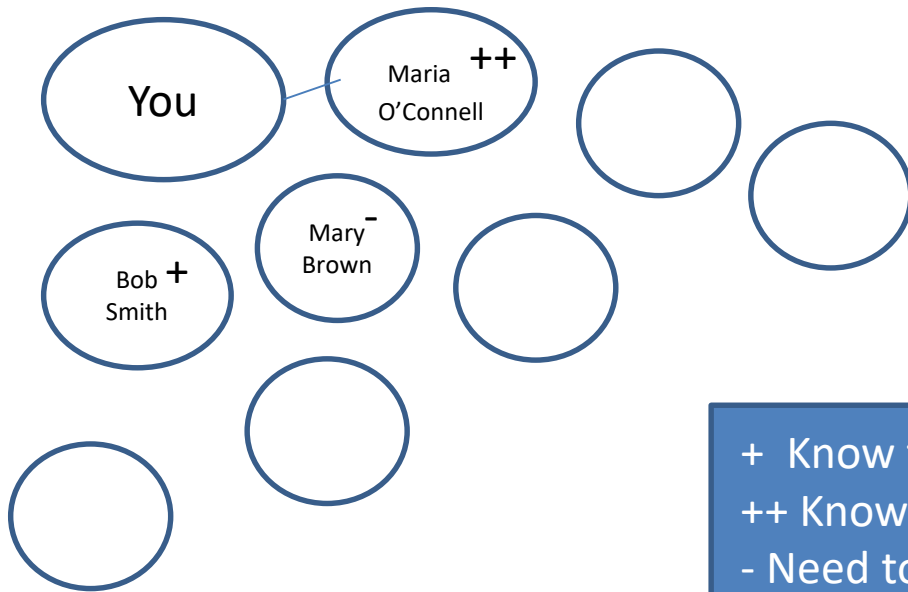 You
Maria ++
O’Connell
Mary -
Brown
Bob +
Smith
+ Know
++ Know
- Need to